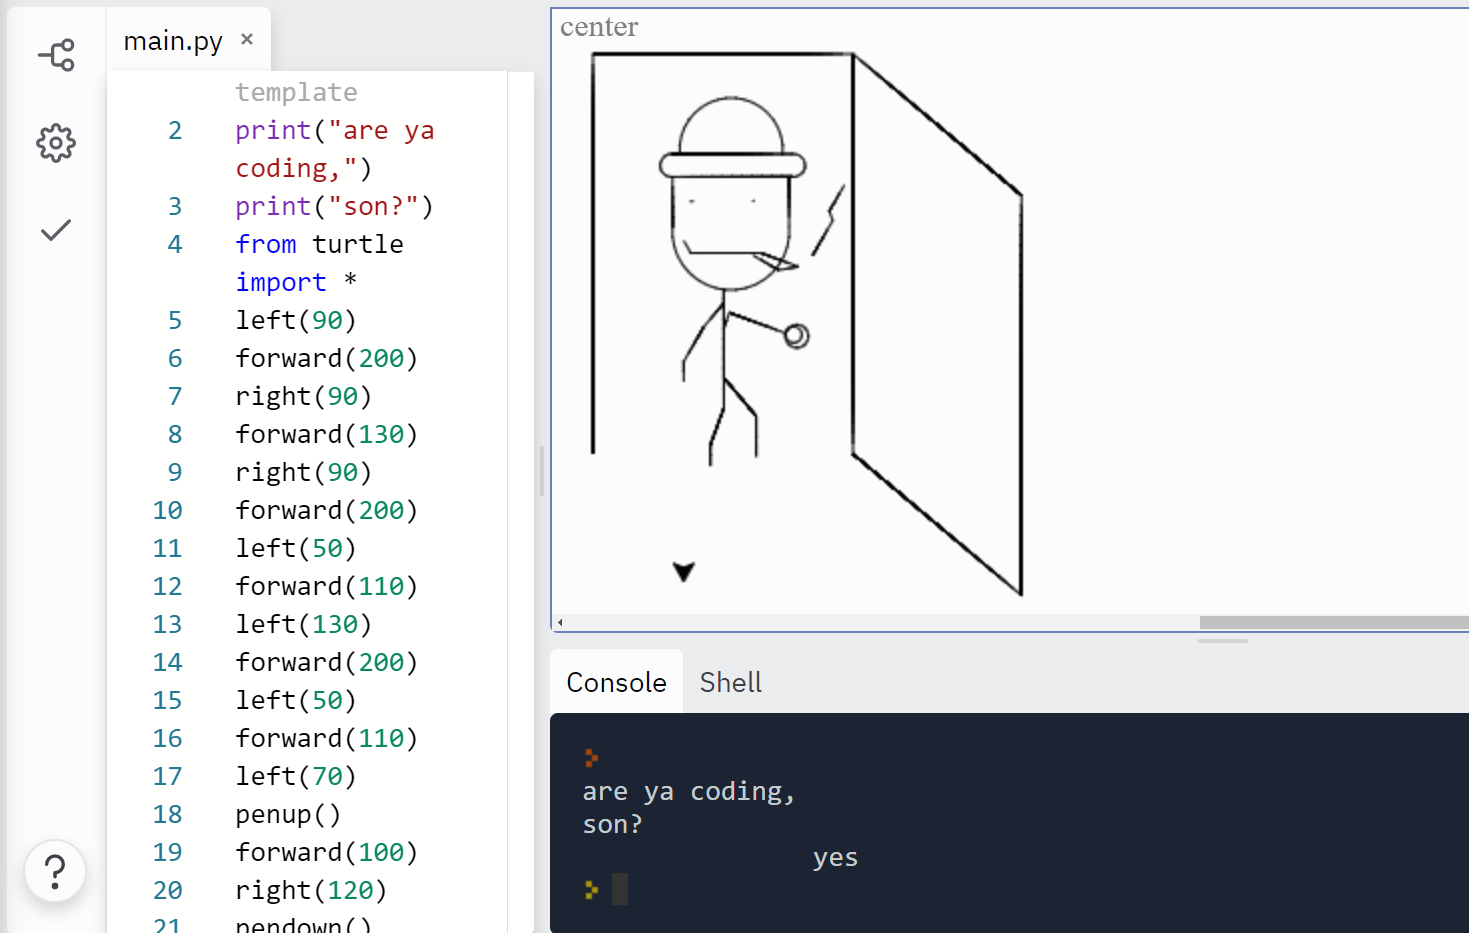 main.py ×
template
2 print("are ya
coding,")
3 print("son?")
4 from turtle
import *
5 left(90)
6 forward(200)
7 right(90)
8 forward(130)
9 right(90)
10 forward(200)
11 left(50)
12 forward(110)
13 left(130)
14 forward(200)
15 left(50)
16 forward(110)
17 left(70)
18 penup()
19 forward(100)
20 right(120)
21 pendown()
?
center
Console Shell
are ya coding,
son?
yes